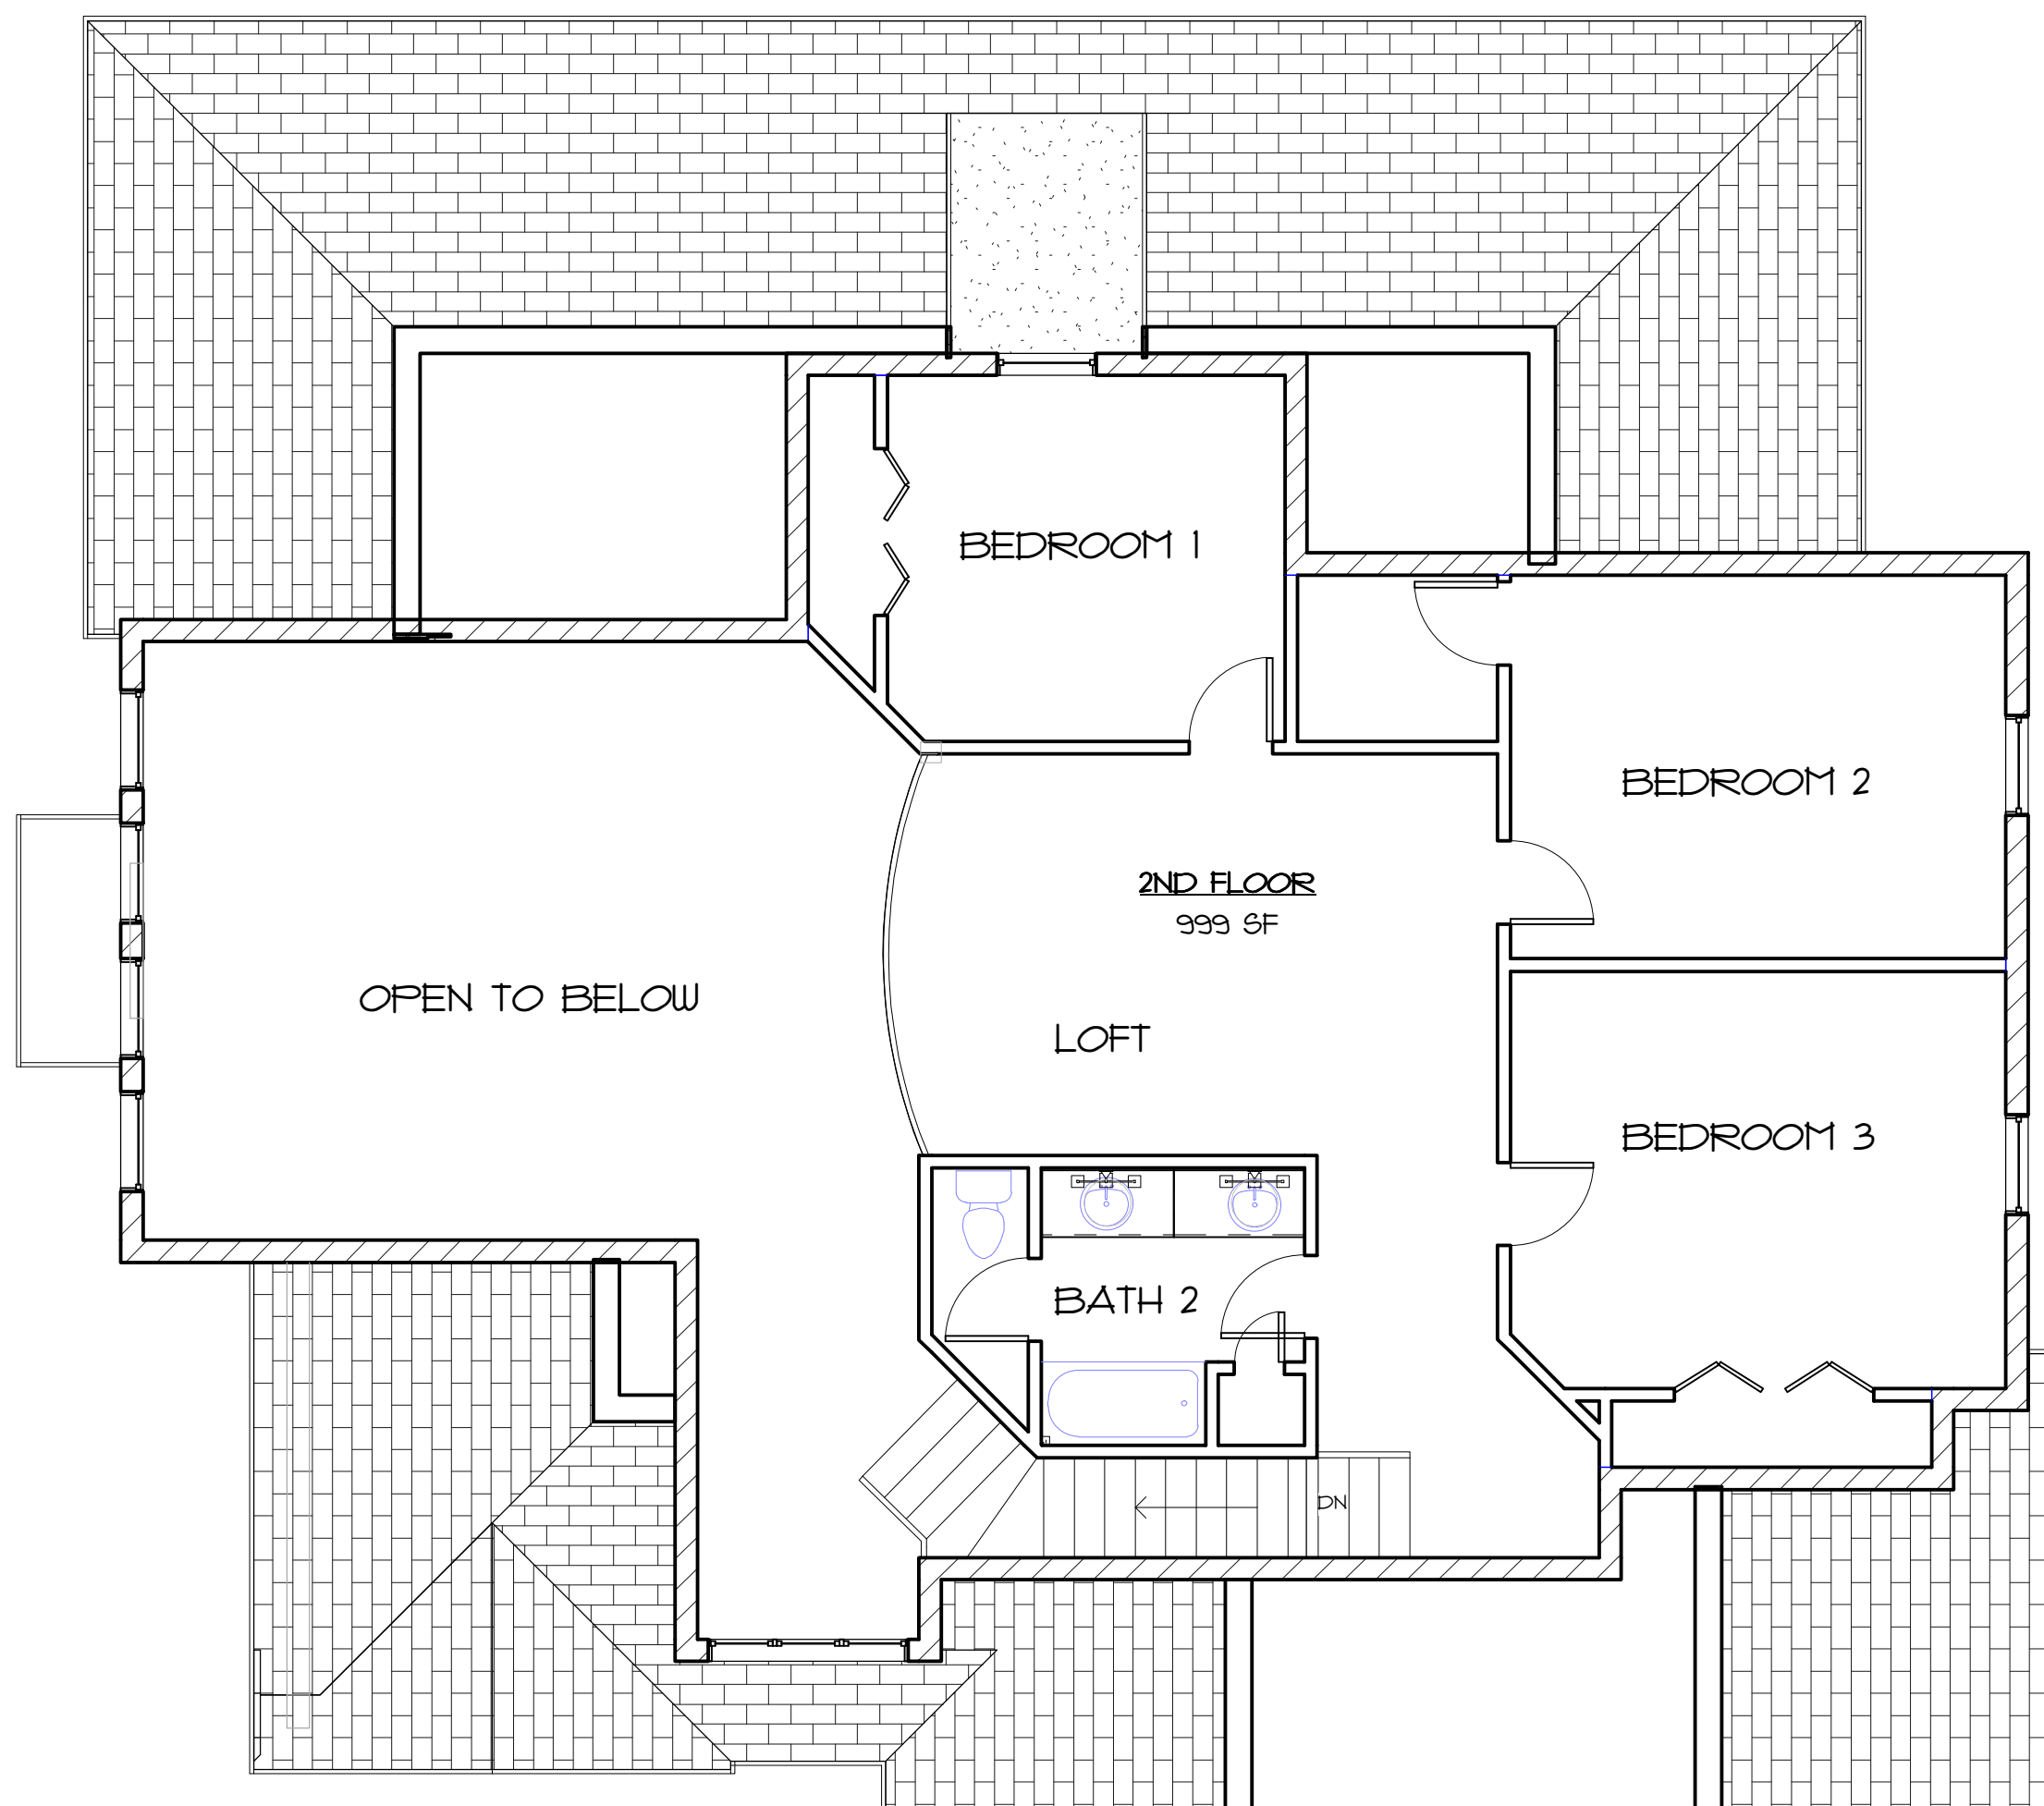 BEDROOM 1
BEDROOM 2
2ND FLOOR
999 SF
OPEN TO BELOW
LOFT
BEDROOM 3
BATH 2
DN